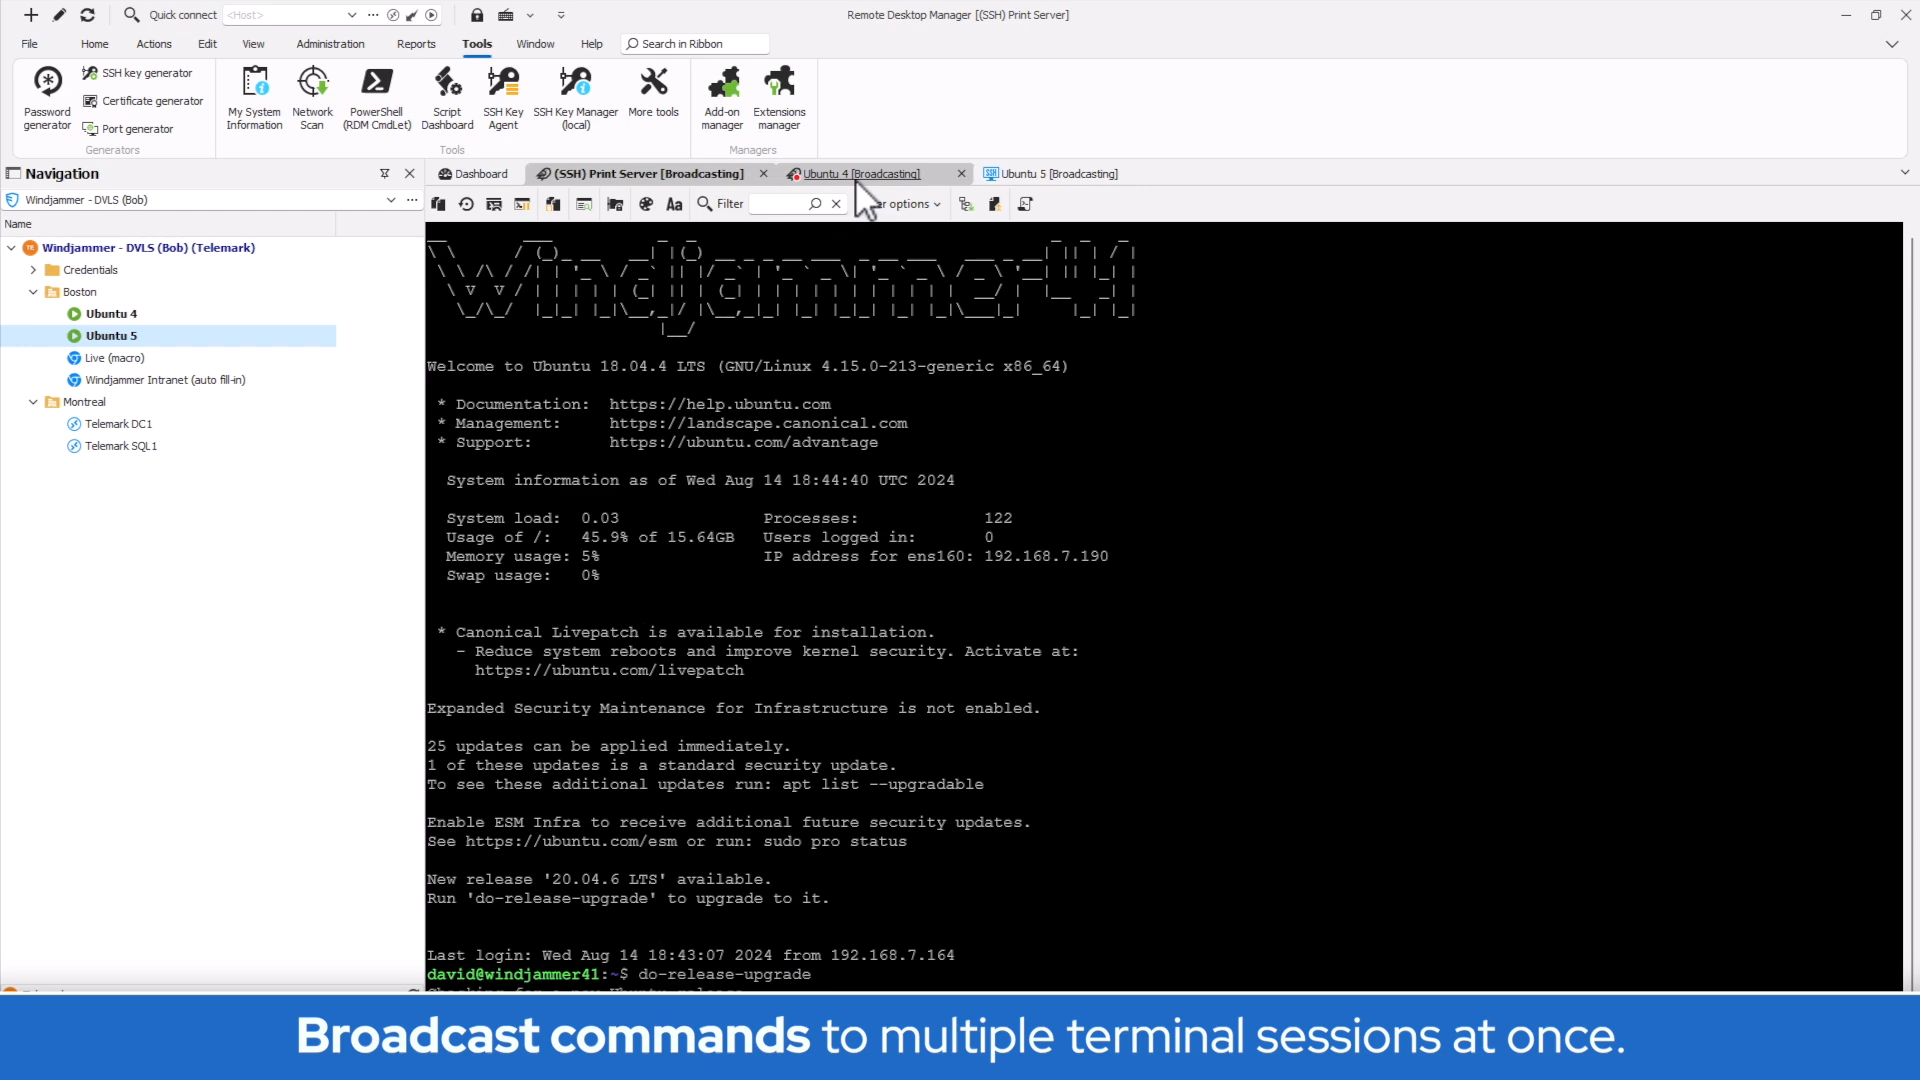 Quick connect <Host>
Remote Desktop Manager [(SSH) Print Server]
File Home Actions Edit View Administration Reports Tools Window Help Search in Ribbon
Password generator
SSH key generator
Certificate generator
Port generator
Generators
My System Information
Network Scan
PowerShell (RDM CmdLet)
Script Dashboard
SSH Key Agent
SSH Key Manager (local)
More tools
Tools
Add-on manager
Extensions manager
Managers
Navigation
Windjammer - DVLS (Bob)
Name
Windjammer - DVLS (Bob) (Telemark)
Credentials
Boston
Ubuntu 4
Ubuntu 5
Live (macro)
Windjammer Intranet (auto fill-in)
Montreal
Telemark DC1
Telemark SQL1
Dashboard (SSH) Print Server [Broadcasting] Ubuntu 4 [Broadcasting] Ubuntu 5 [Broadcasting]
Aa Filter options
Windjammer41
Welcome to Ubuntu 18.04.4 LTS (GNU/Linux 4.15.0-213-generic x86_64)
* Documentation: https://help.ubuntu.com
* Management: https://landscape.canonical.com
* Support: https://ubuntu.com/advantage
System information as of Wed Aug 14 18:44:40 UTC 2024
System load: 0.03 Processes: 122
Usage of /: 45.9% of 15.64GB Users logged in: 0
Memory usage: 5% IP address for ens160: 192.168.7.190
Swap usage: 0%
* Canonical Livepatch is available for installation.
- Reduce system reboots and improve kernel security. Activate at:
https://ubuntu.com/livepatch
Expanded Security Maintenance for Infrastructure is not enabled.
25 updates can be applied immediately.
1 of these updates is a standard security update.
To see these additional updates run: apt list --upgradable
Enable ESM Infra to receive additional future security updates.
See https://ubuntu.com/esm or run: sudo pro status
New release '20.04.6 LTS' available.
Run 'do-release-upgrade' to upgrade to it.
Last login: Wed Aug 14 18:43:07 2024 from 192.168.7.164
david@windjammer41:~$ do-release-upgrade
Broadcast commands to multiple terminal sessions at once.